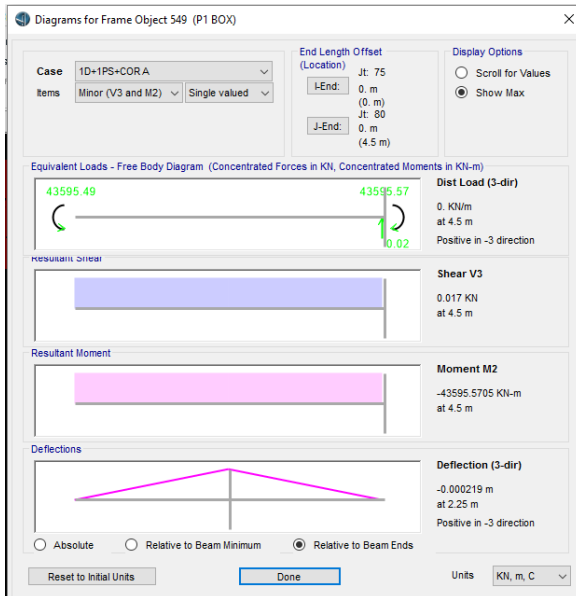 Diagrams for Frame Object 549 (P1 BOX)
Case
1D+1PS+COR A
Items
Minor (V3 and M2)
Single valued
End Length Offset
(Location)
I-End:
Jt: 75
0. m
(0. m)
J-End:
Jt: 80
0. m
(4.5 m)
Display Options
Scroll for Values
Show Max
Equivalent Loads - Free Body Diagram (Concentrated Forces in KN, Concentrated Moments in KN-m)
43595.49
43595.57
0.02
Dist Load (3-dir)
0. KN/m
at 4.5 m
Positive in -3 direction
Resultant Shear
Shear V3
0.017 KN
at 4.5 m
Resultant Moment
Moment M2
-43595.5705 KN-m
at 4.5 m
Deflections
Deflection (3-dir)
-0.000219 m
at 2.25 m
Positive in -3 direction
Absolute
Relative to Beam Minimum
Relative to Beam Ends
Reset to Initial Units
Done
Units
KN, m, C